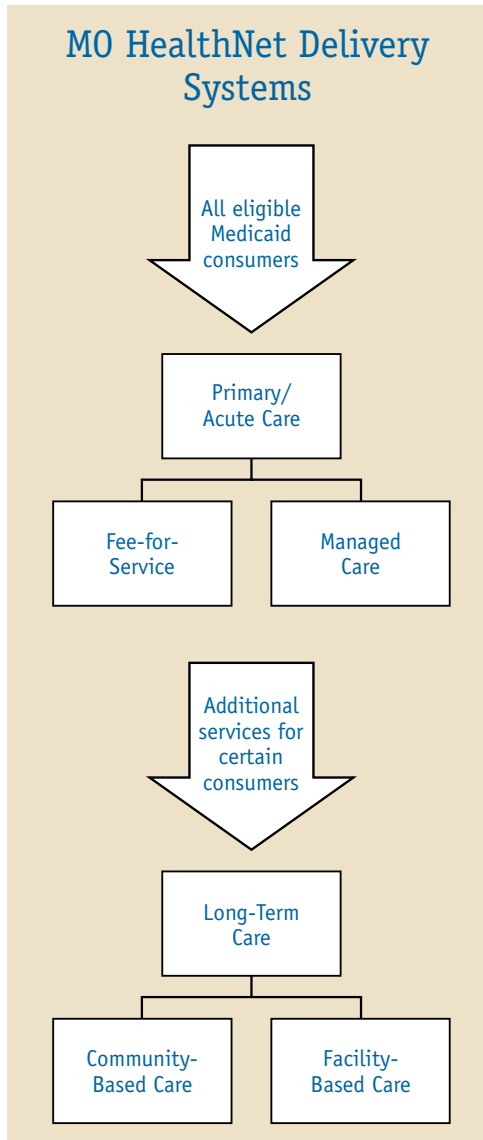 MO HealthNet Delivery
Systems
All eligible
Medicaid
consumers
Primary/
Acute Care
Fee-for-
Service
Managed
Care
Additional
services for
certain
consumers
Long-Term
Care
Community-
Based Care
Facility-
Based Care